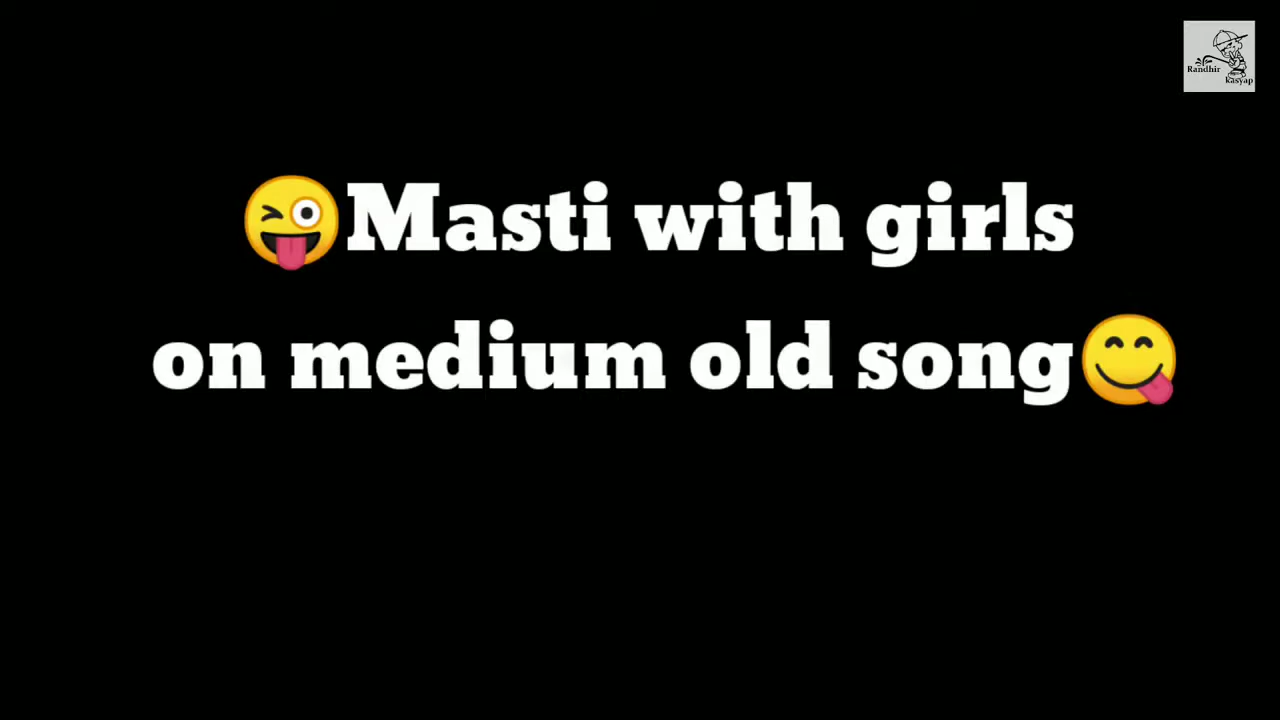 Randhir
kasyap
😜Masti with girls
on medium old song😋